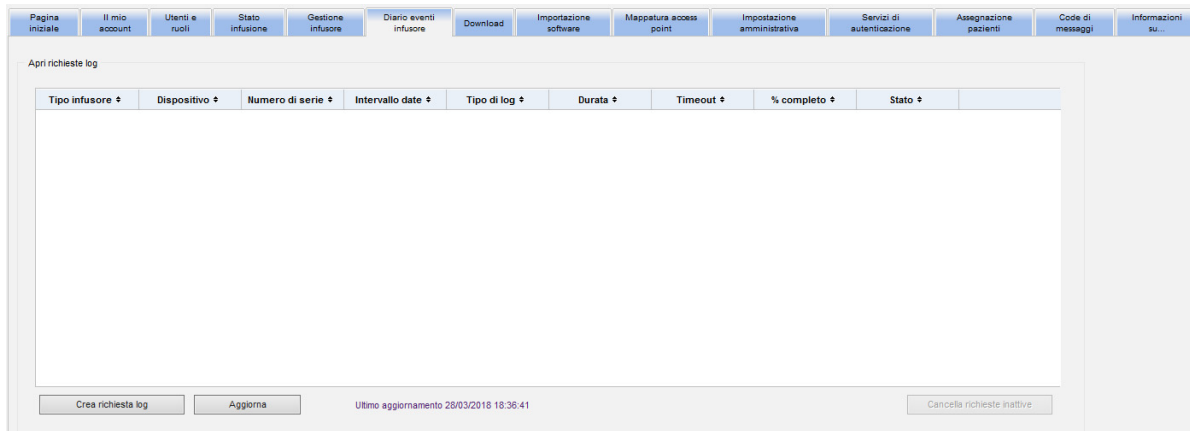 Pagina iniziale
Il mio account
Utenti e ruoli
Stato infusione
Gestione infusore
Diario eventi infusore
Download
Importazione software
Mappatura access point
Impostazione amministrativa
Servizi di autenticazione
Assegnazione pazienti
Code di messaggi
Informazioni su...
Apri richieste log
Tipo infusore Dispositivo Numero di serie Intervallo date Tipo di log Durata Timeout % completo Stato
Crea richiesta log Aggiorna Ultimo aggiornamento 28/03/2018 18:36:41 Cancella richieste inattive